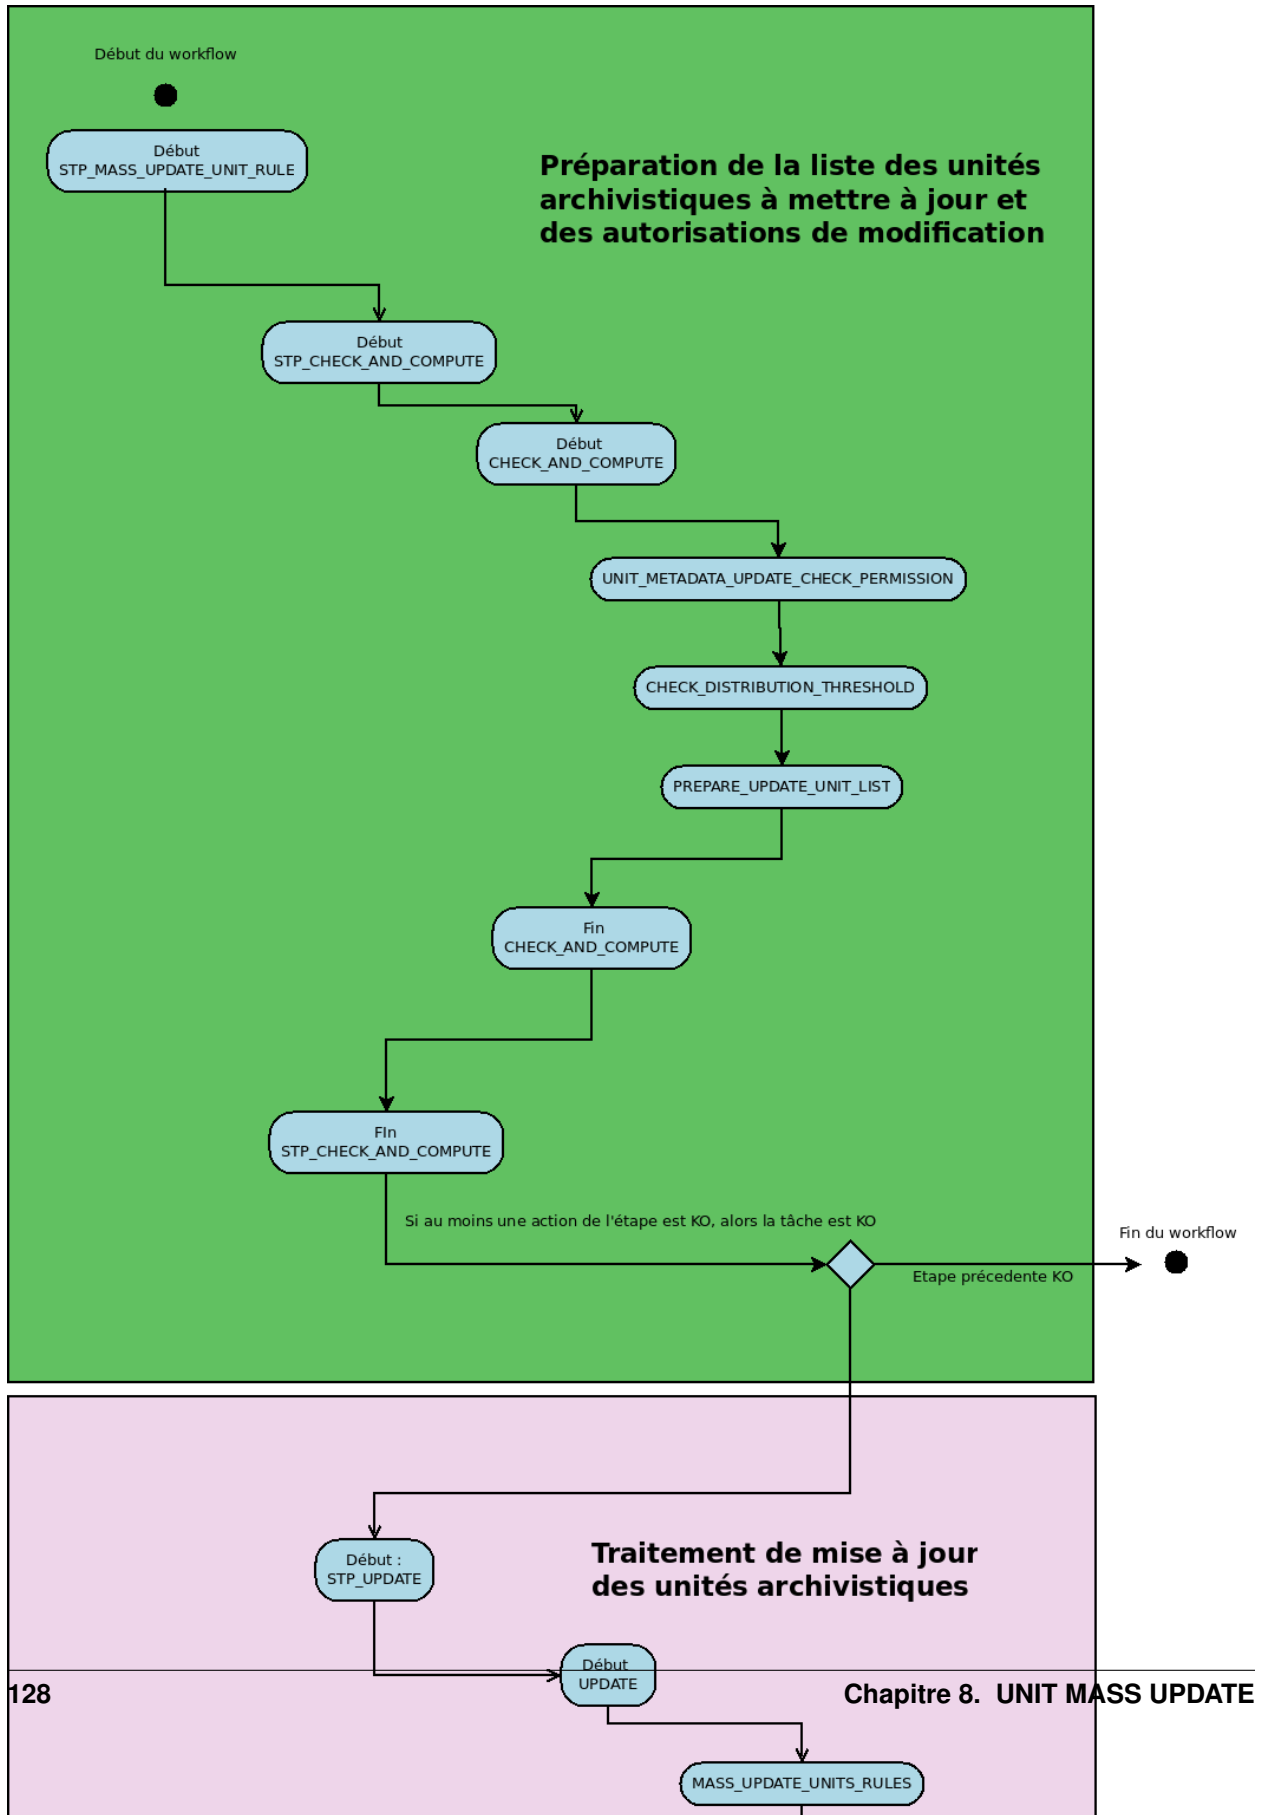 Début du workflow
Début
STP_MASS_UPDATE_UNIT_RULE
Préparation de la liste des unités
archivistiques à mettre à jour et
des autorisations de modification
Début
STP_CHECK_AND_COMPUTE
Début
CHECK_AND_COMPUTE
UNIT_METADATA_UPDATE_CHECK_PERMISSION
CHECK_DISTRIBUTION_THRESHOLD
PREPARE_UPDATE_UNIT_LIST
Fin
CHECK_AND_COMPUTE
FIn
STP_CHECK_AND_COMPUTE
Si au moins une action de l'étape est KO, alors la tâche est KO
Fin du workflow
Etape précedente KO
Début :
STP_UPDATE
Traitement de mise à jour
des unités archivistiques
Début
UPDATE
128
Chapitre 8. UNIT MASS UPDATE
MASS_UPDATE_UNITS_RULES